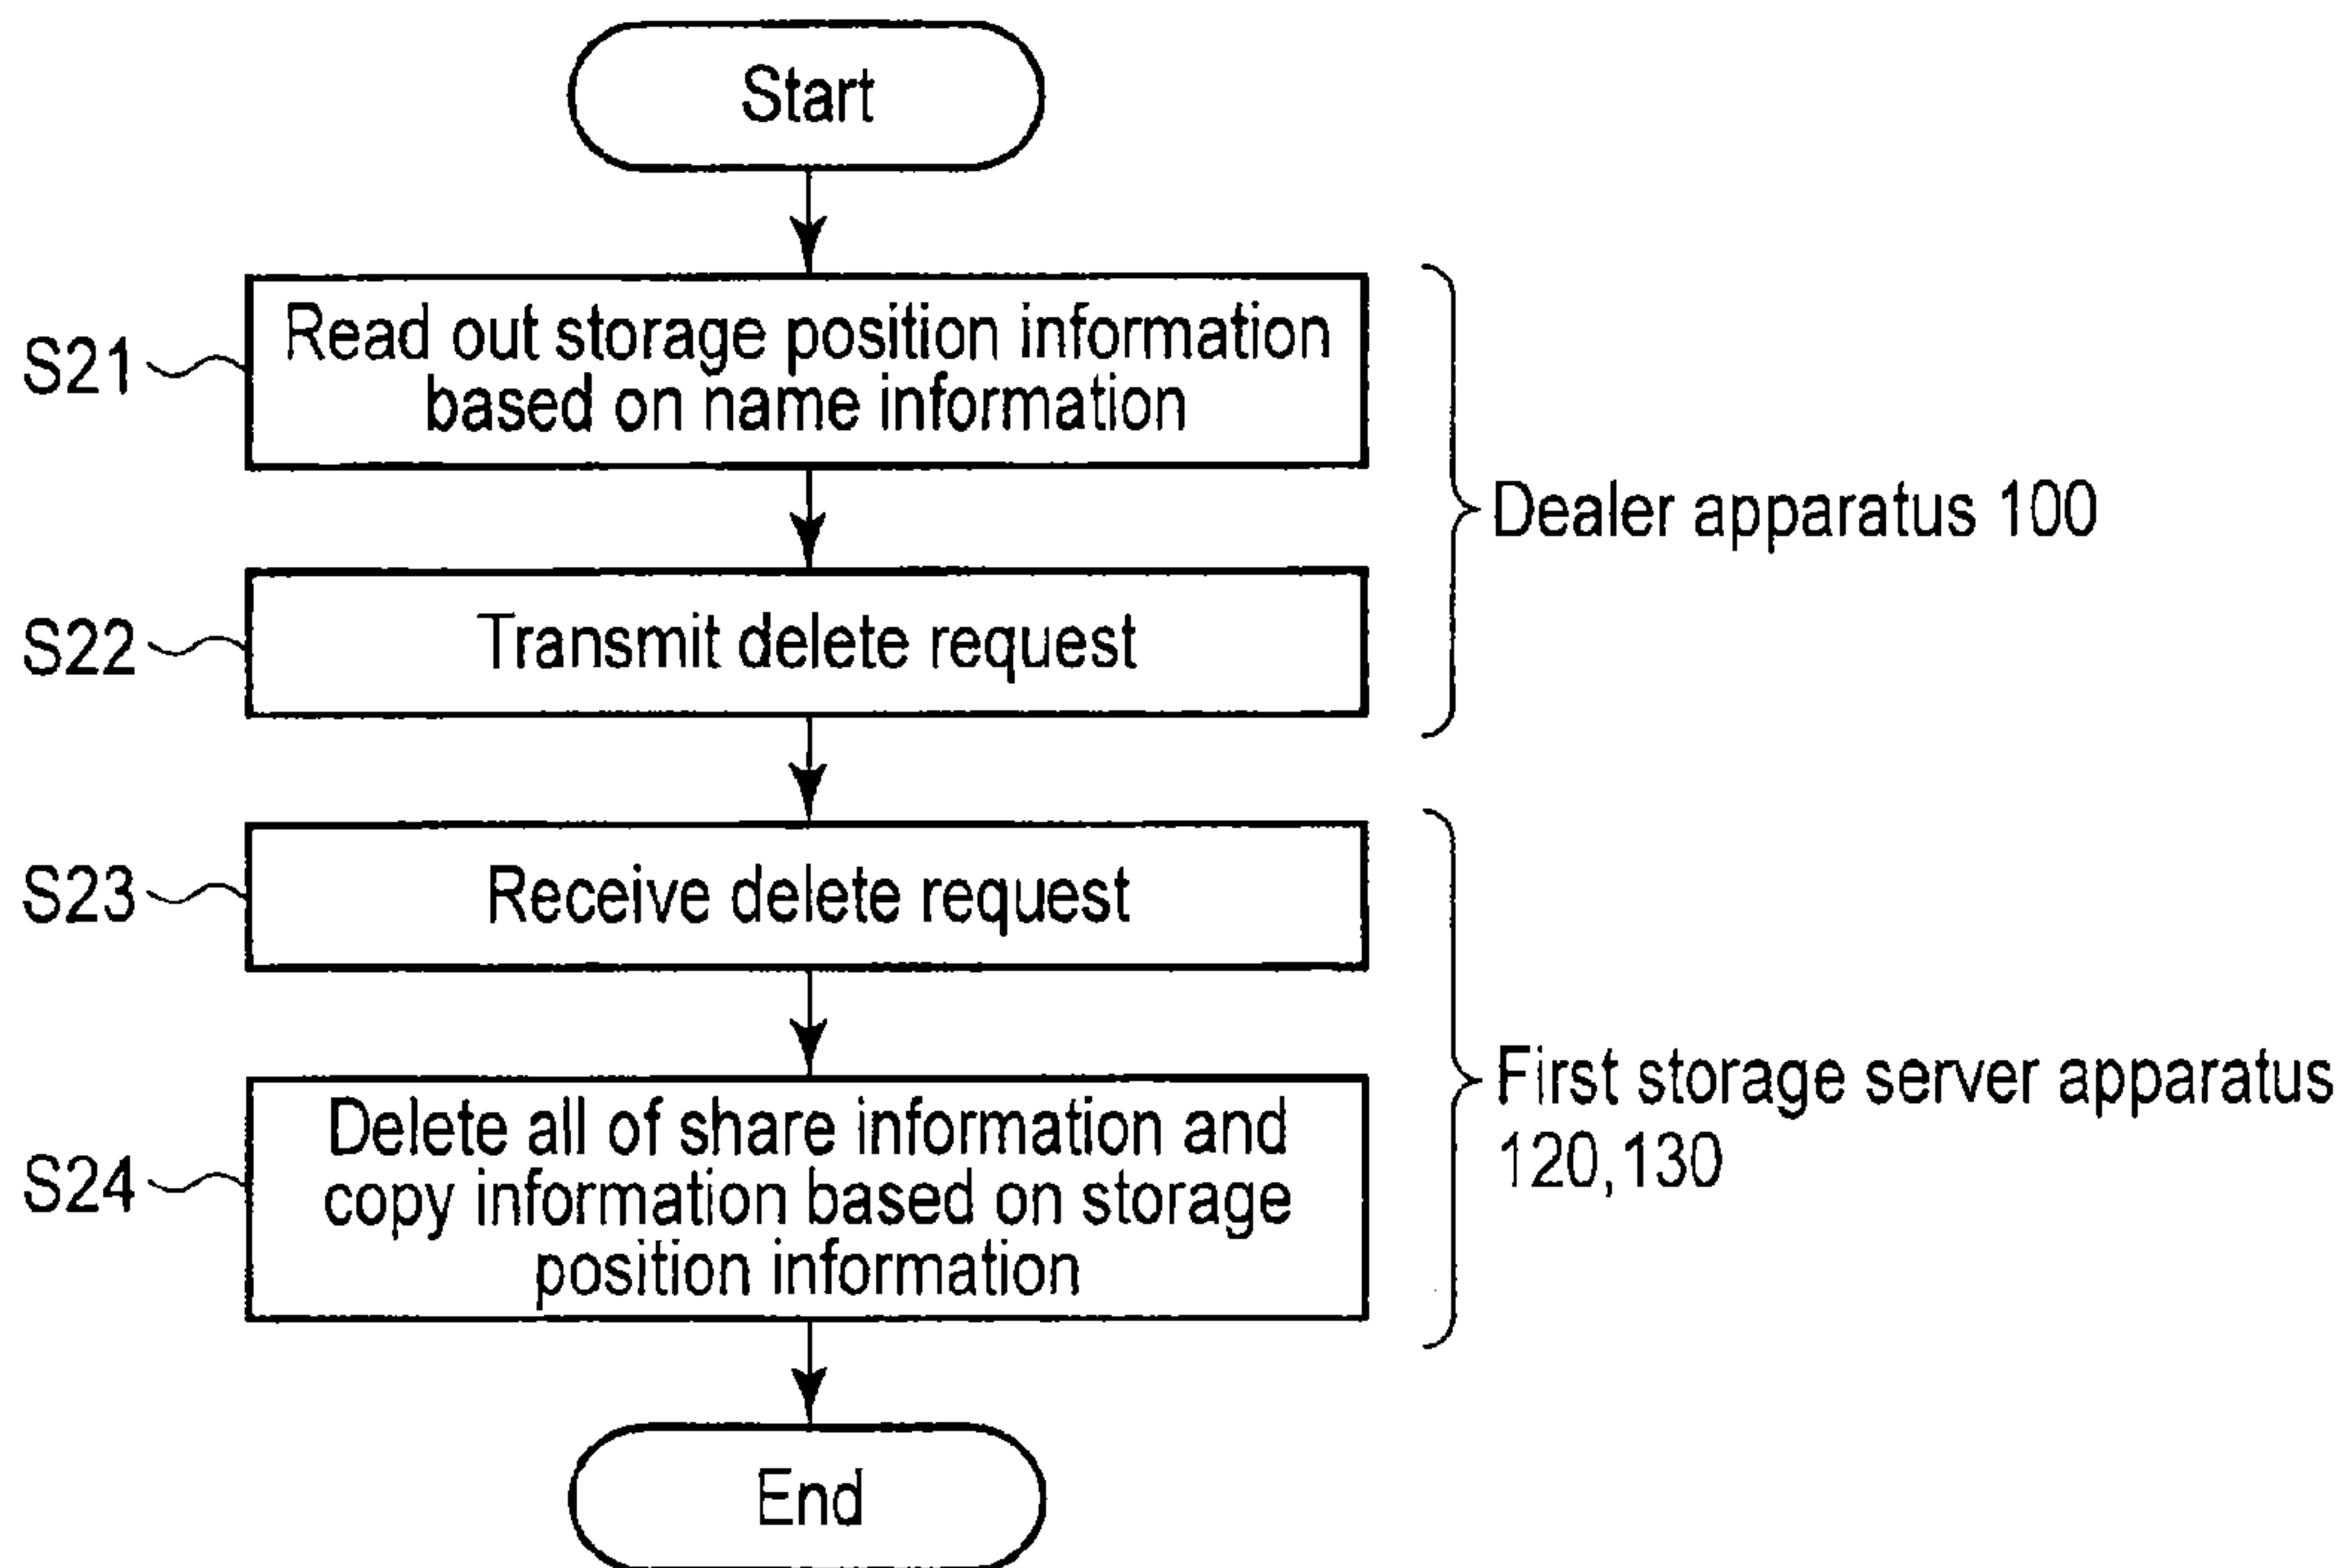 Start
S21
Read out storage position information
based on name information
Dealer apparatus 100
S22
Transmit delete request
S23
Receive delete request
First storage server apparatus
120, 130
S24
Delete all of share information and
copy information based on storage
position information
End